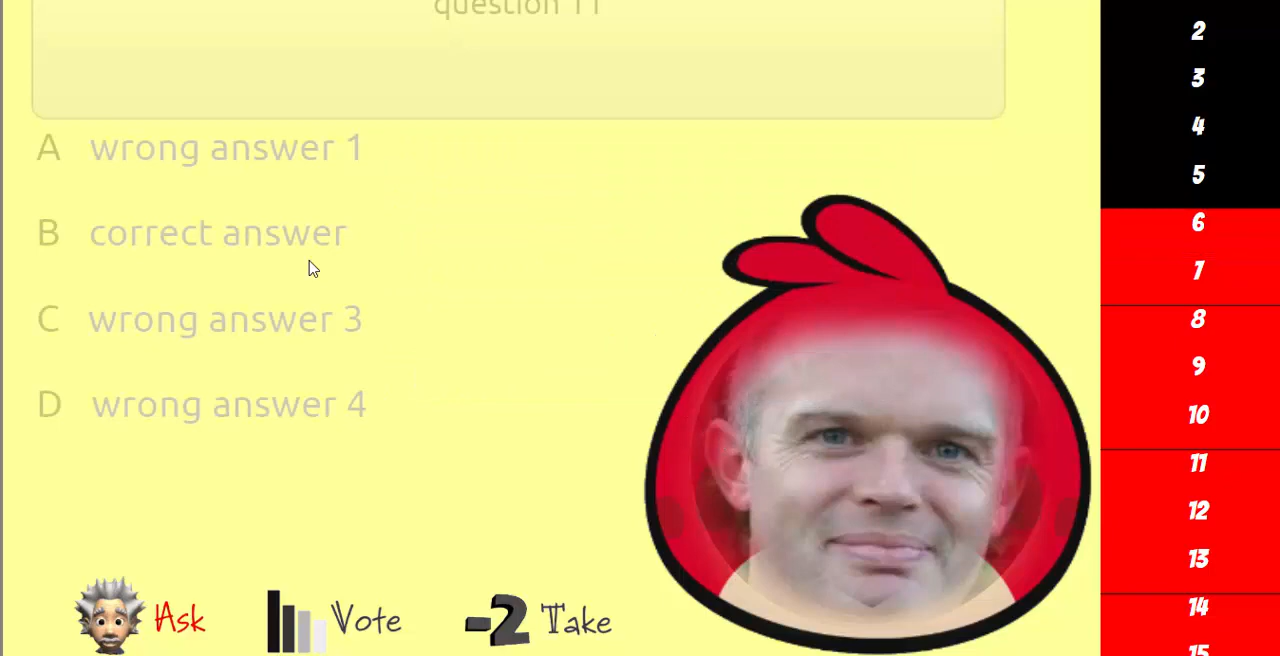 question 11
A wrong answer 1
B correct answer
C wrong answer 3
D wrong answer 4
Ask
Vote
-2 Take
2
3
4
5
6
7
8
9
10
11
12
13
14
15